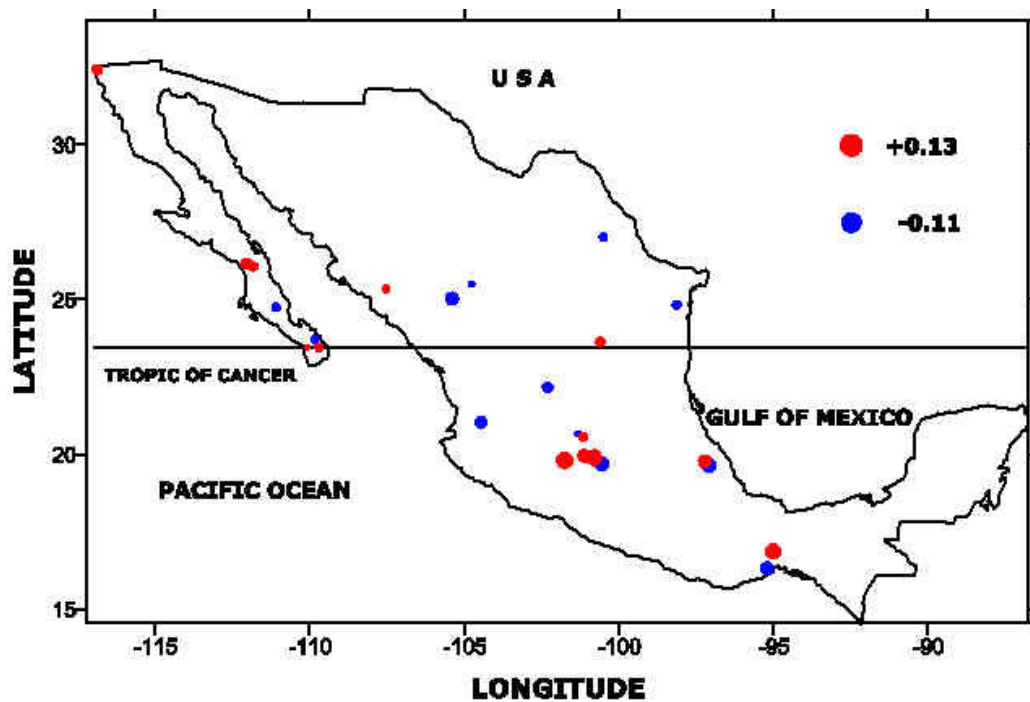 U S A
+0.13
-0.11
30
25
20
15
LATITUDE
TROPIC OF CANCER
GULF OF MEXICO
PACIFIC OCEAN
-115 -110 -105 -100 -95 -90
LONGITUDE